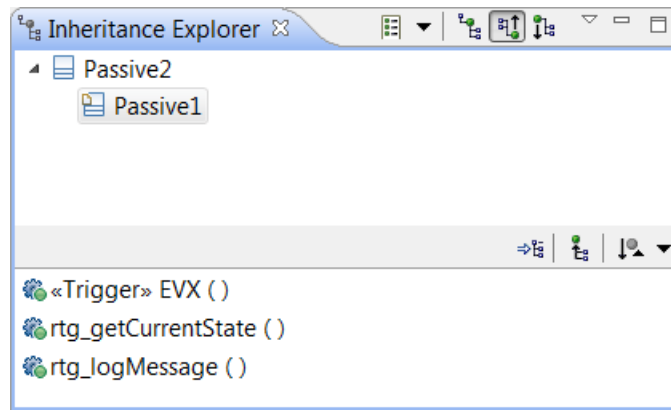 Inheritance Explorer
Passive2
Passive1
«Trigger» EVX ( )
rtg_getCurrentState ( )
rtg_logMessage ( )